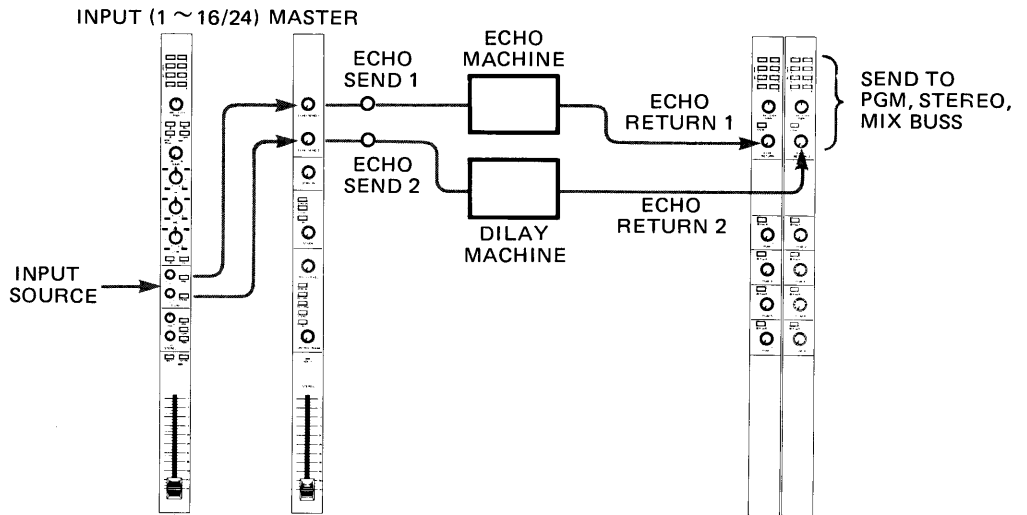 INPUT (1～16/24) MASTER
ECHO
SEND 1
ECHO
MACHINE
ECHO
RETURN 1
SEND TO
PGM, STEREO,
MIX BUSS
ECHO
SEND 2
ECHO
RETURN 2
DILAY
MACHINE
INPUT
SOURCE